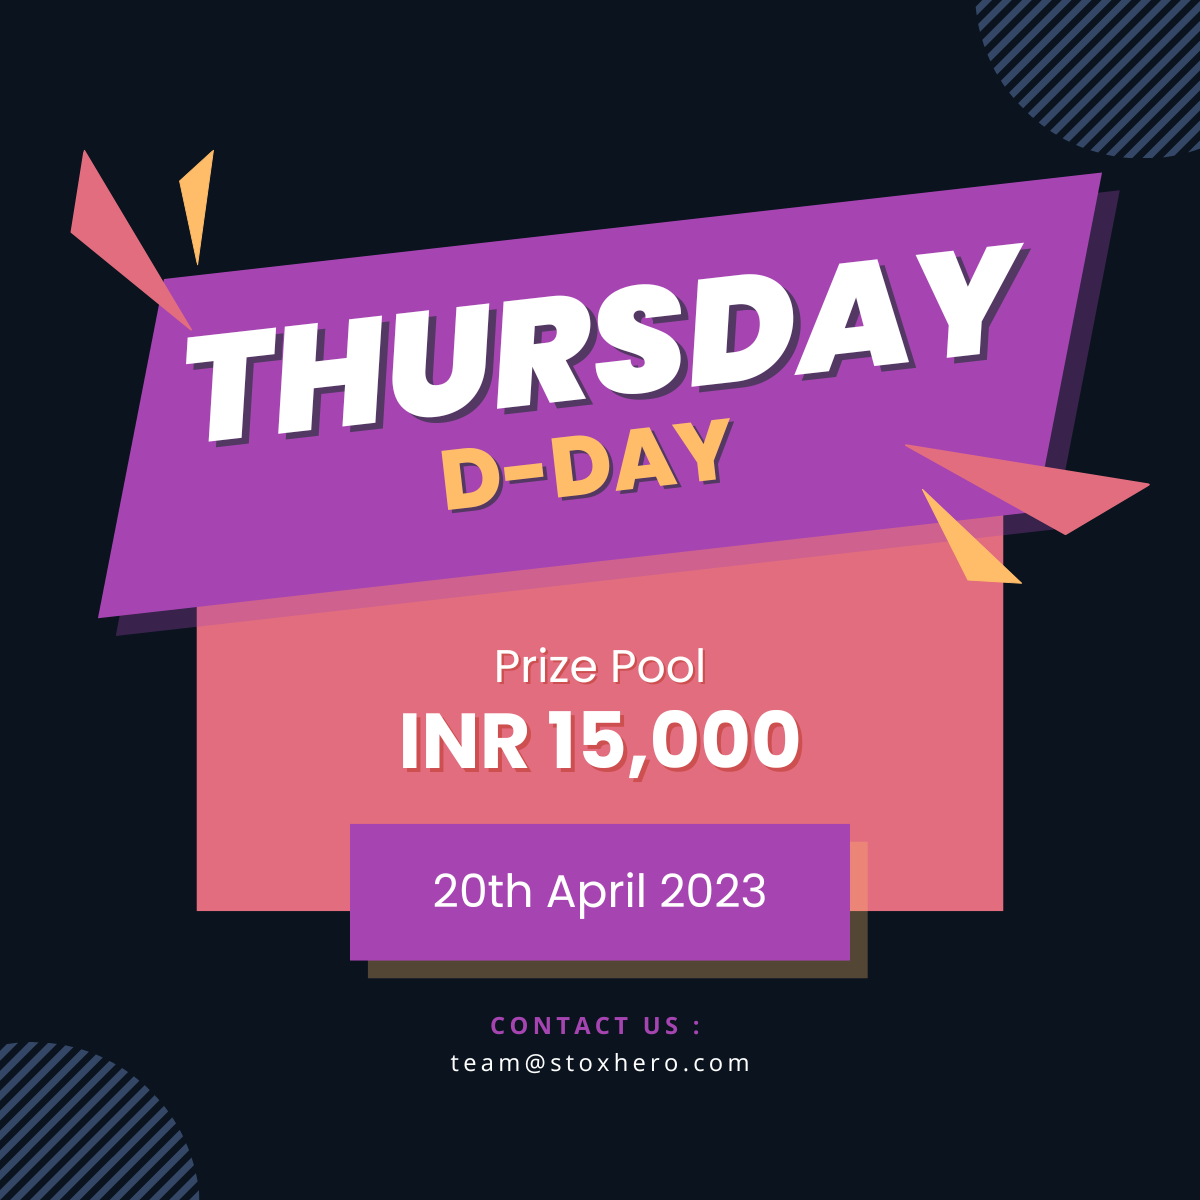 THURSDAY
D-DAY
Prize Pool
INR 15,000
20th April 2023
CONTACT US :
team@stoxhero.com